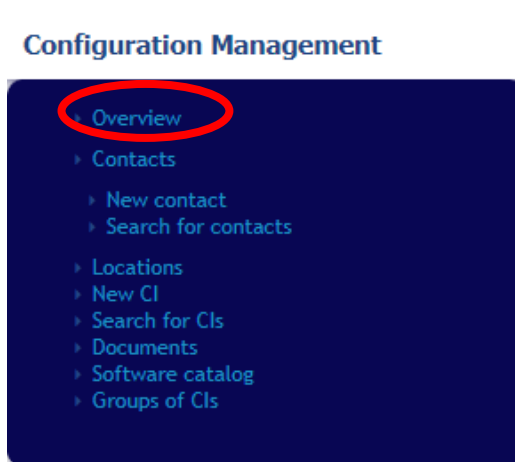 Configuration Management
Overview
Contacts
New contact
Search for contacts
Locations
New CI
Search for CIs
Documents
Software catalog
Groups of CIs